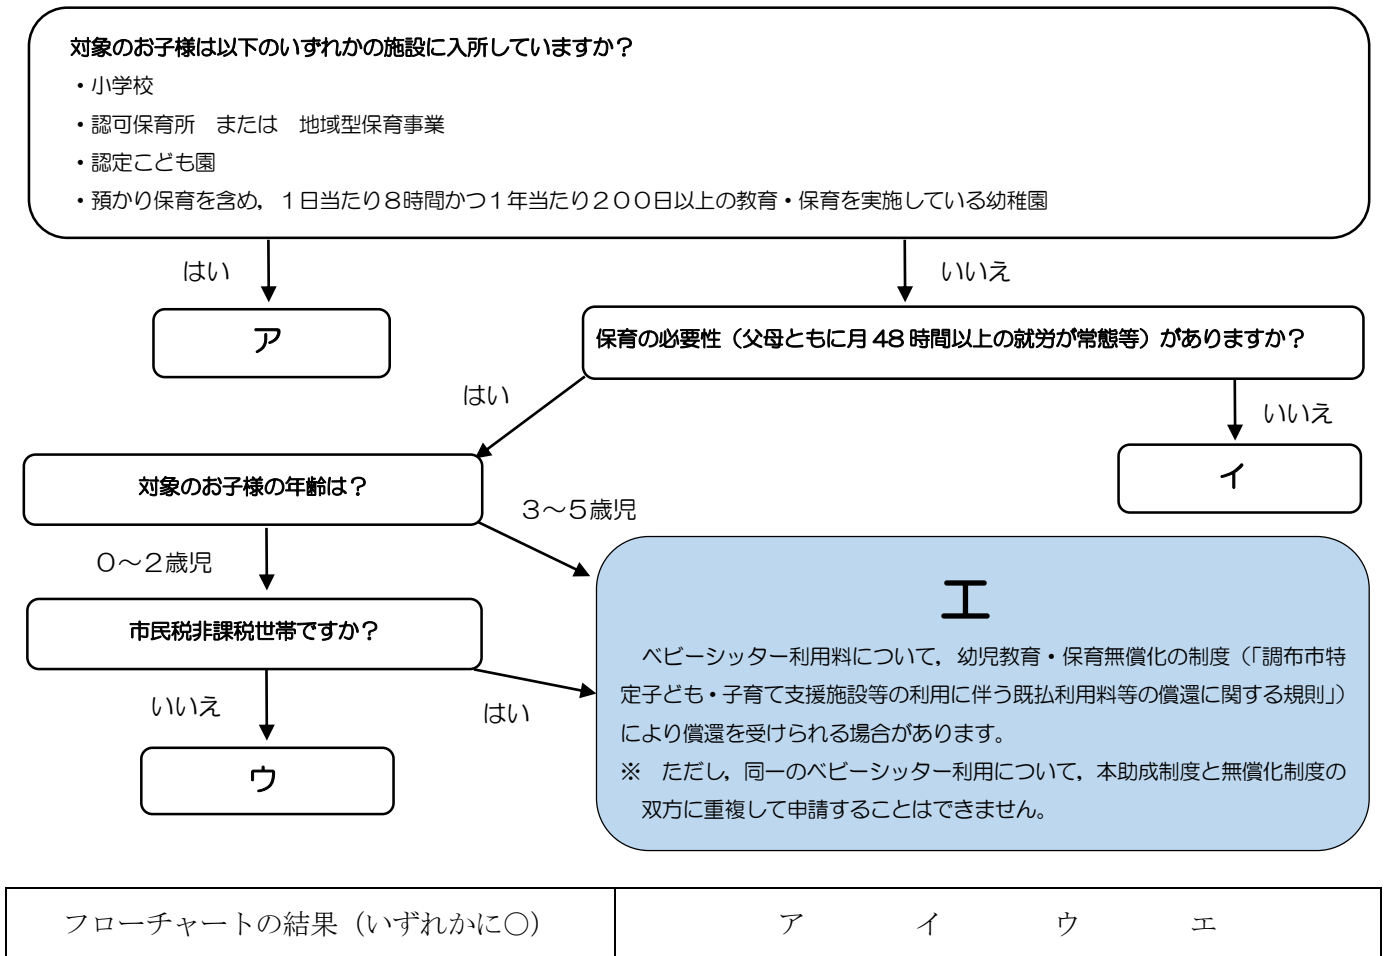 対象のお子様は以下のいずれかの施設に入所していますか？
・小学校
・認可保育所　または　地域型保育事業
・認定こども園
・預かり保育を含め，１日当たり８時間かつ１年当たり２００日以上の教育・保育を実施している幼稚園
はい
いいえ
ア
保育の必要性（父母ともに月 48 時間以上の就労が常態等）がありますか？
はい
いいえ
イ
対象のお子様の年齢は？
３～５歳児
０～２歳児
エ
ベビーシッター利用料について，幼児教育・保育無償化の制度（「調布市特
定子ども・子育て支援施設等の利用に伴う既払利用料等の償還に関する規則」）
により償還を受けられる場合があります。
※　ただし，同一のベビーシッター利用について，本助成制度と無償化制度の
双方に重複して申請することはできません。
市民税非課税世帯ですか？
いいえ
はい
ウ
フローチャートの結果（いずれかに○）
ア　イ　ウ　エ